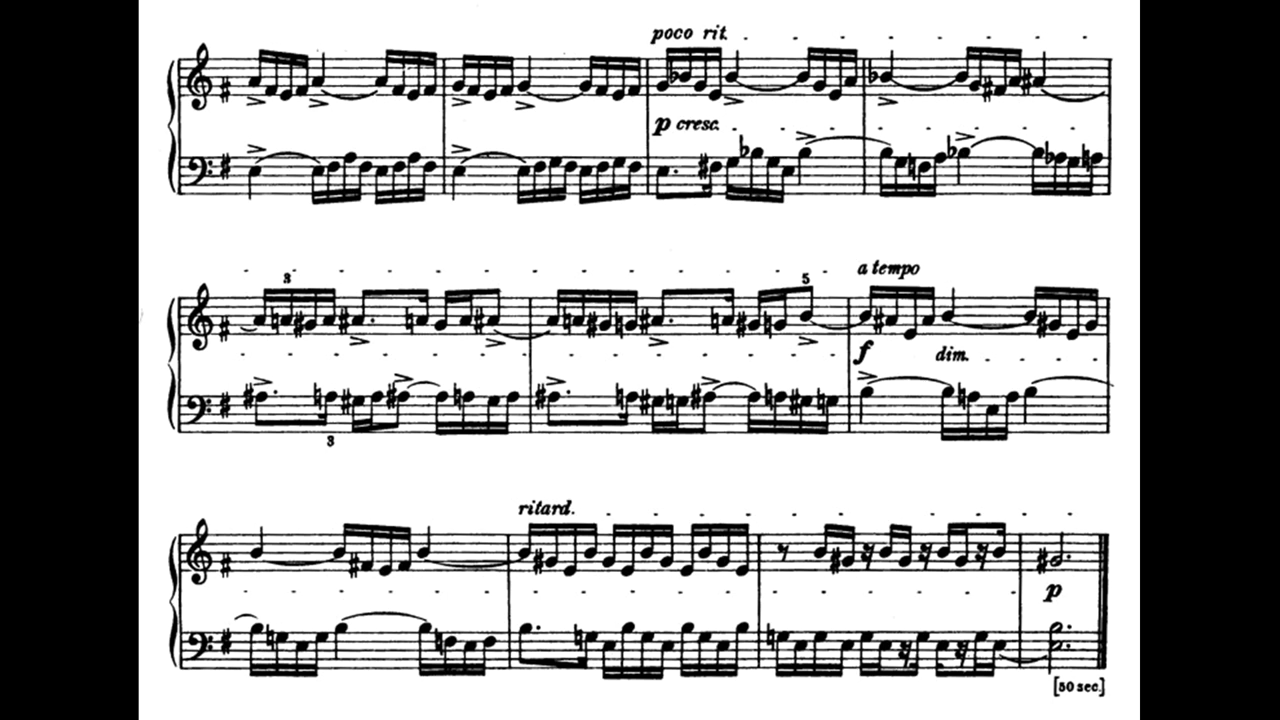 poco rit.
p cresc.
3
5
a tempo
f
dim.
3
ritard.
p
[50 sec.]